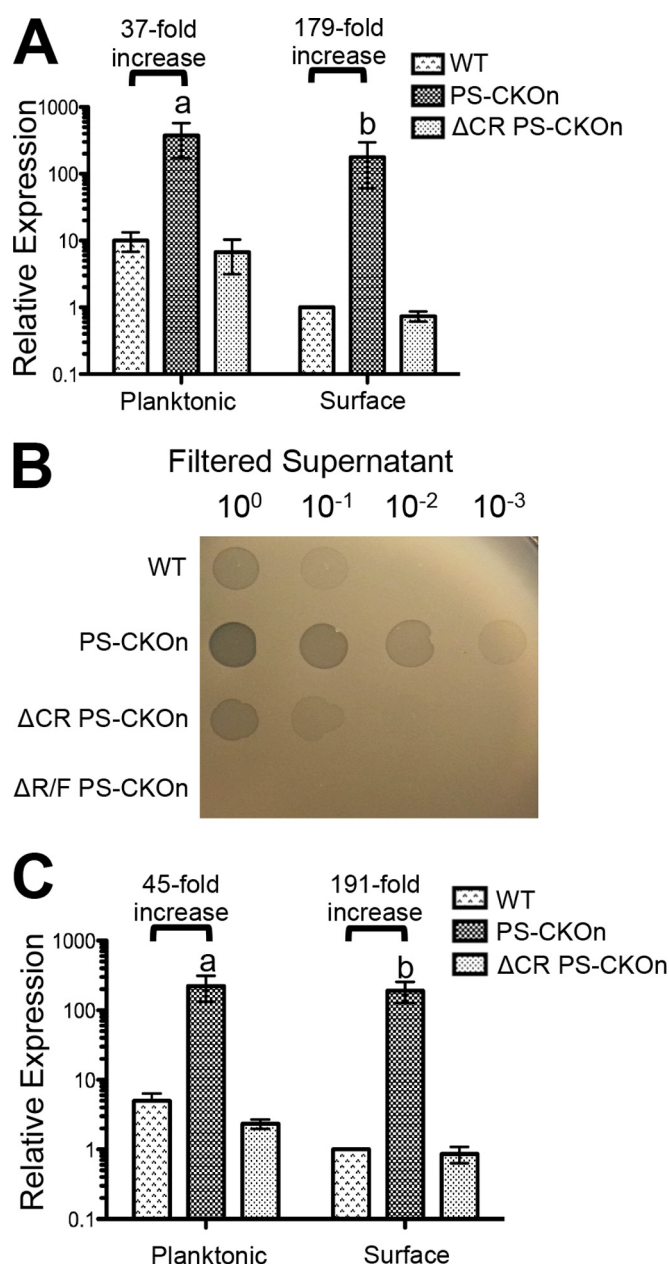 A
37-fold
increase
179-fold
increase
WT
PS-CKOn
ΔCR PS-CKOn
a
b
Relative Expression
1000
100
10
1
0.1
Planktonic
Surface
B
Filtered Supernatant
10⁰
10⁻¹
10⁻²
10⁻³
WT
PS-CKOn
ΔCR PS-CKOn
ΔR/F PS-CKOn
C
45-fold
increase
191-fold
increase
WT
PS-CKOn
ΔCR PS-CKOn
a
b
Relative Expression
1000
100
10
1
0.1
Planktonic
Surface